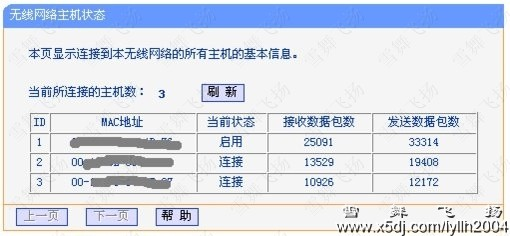 无线网络主机状态
本页显示连接到本无线网络的所有主机的基本信息。
当前所连接的主机数： 3 刷 新
ID MAC地址 当前状态 接收数据包数 发送数据包数
1 启用 25091 33314
2 00- 连接 13529 19408
3 00- 连接 10926 12172
上一页 下一页 帮 助
雪 舞 飞 扬
www.x5dj.com/lyllh2004